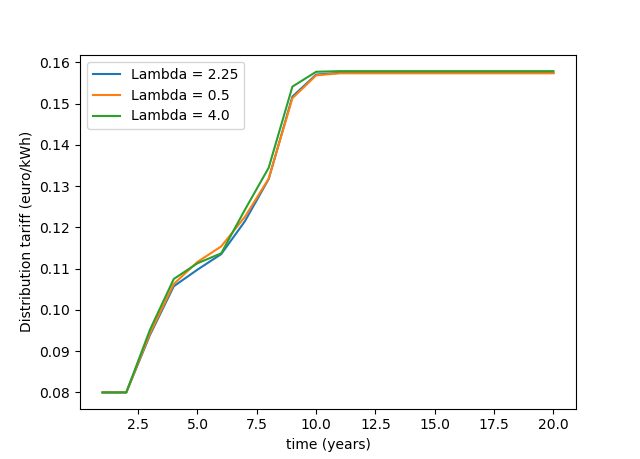 Lambda = 2.25
Lambda = 0.5
Lambda = 4.0
Distribution tariff (euro/kWh)
0.16
0.15
0.14
0.13
0.12
0.11
0.10
0.09
0.08
2.5 5.0 7.5 10.0 12.5 15.0 17.5 20.0
time (years)